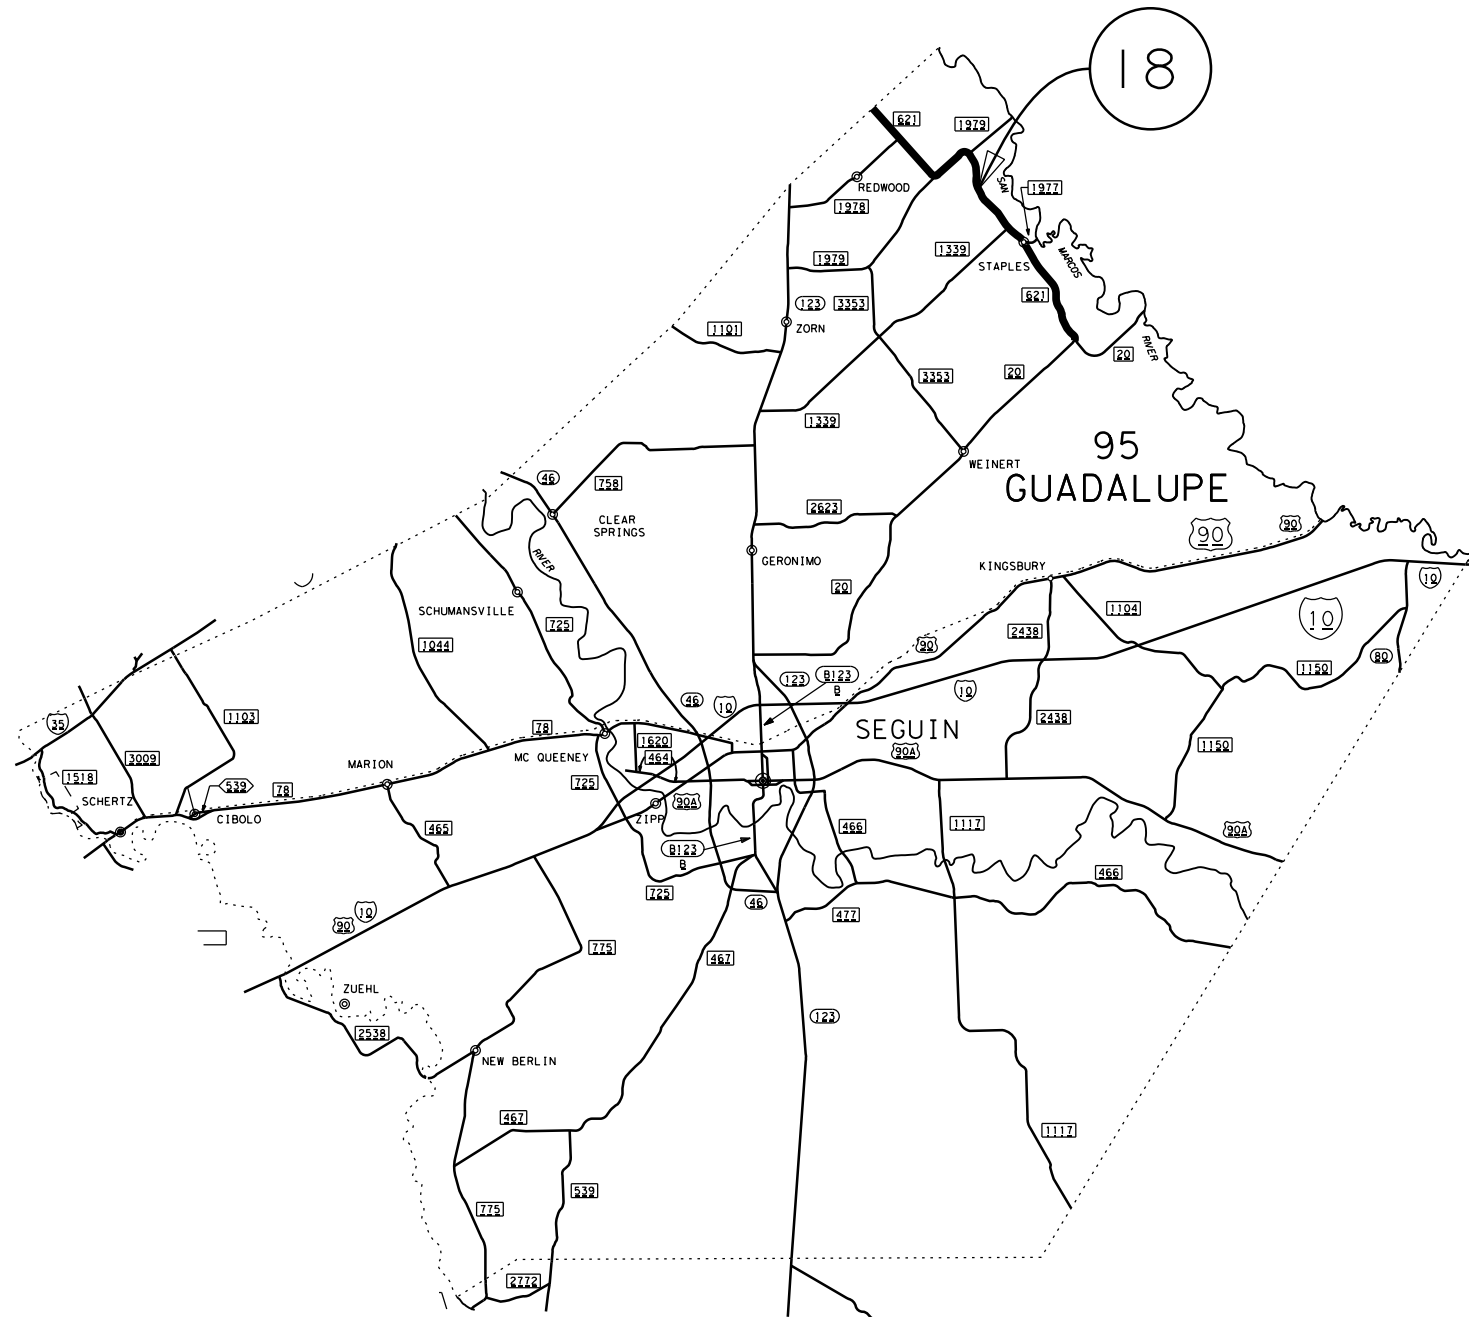 18
621
1979
REDWOOD
1978
SAN
1977
1979
1339
STAPLES
MARCOS
621
123
3353
ZORN
1101
3353
20
20
RIVER
1339
95
GUADALUPE
WEINERT
46
758
CLEAR
SPRINGS
2623
90
90
RIVER
GERONIMO
KINGSBURY
10
20
SCHUMANSVILLE
725
1104
10
1044
90
2438
1150
80
123
B123
B
46
10
10
35
1103
78
SEGUIN
2438
1150
3009
1620
464
90A
MC QUEENEY
MARION
1518
539
78
725
SCHERTZ
CIBOLO
90A
ZIPP
465
466
1117
90A
B123
B
725
46
477
466
10
90
775
467
ZUEHL
123
2538
NEW BERLIN
467
1117
539
775
2772